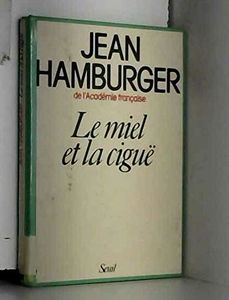 JEAN
HAMBURGER
de l'Académie française
Le miel
et la ciguë
Seuil